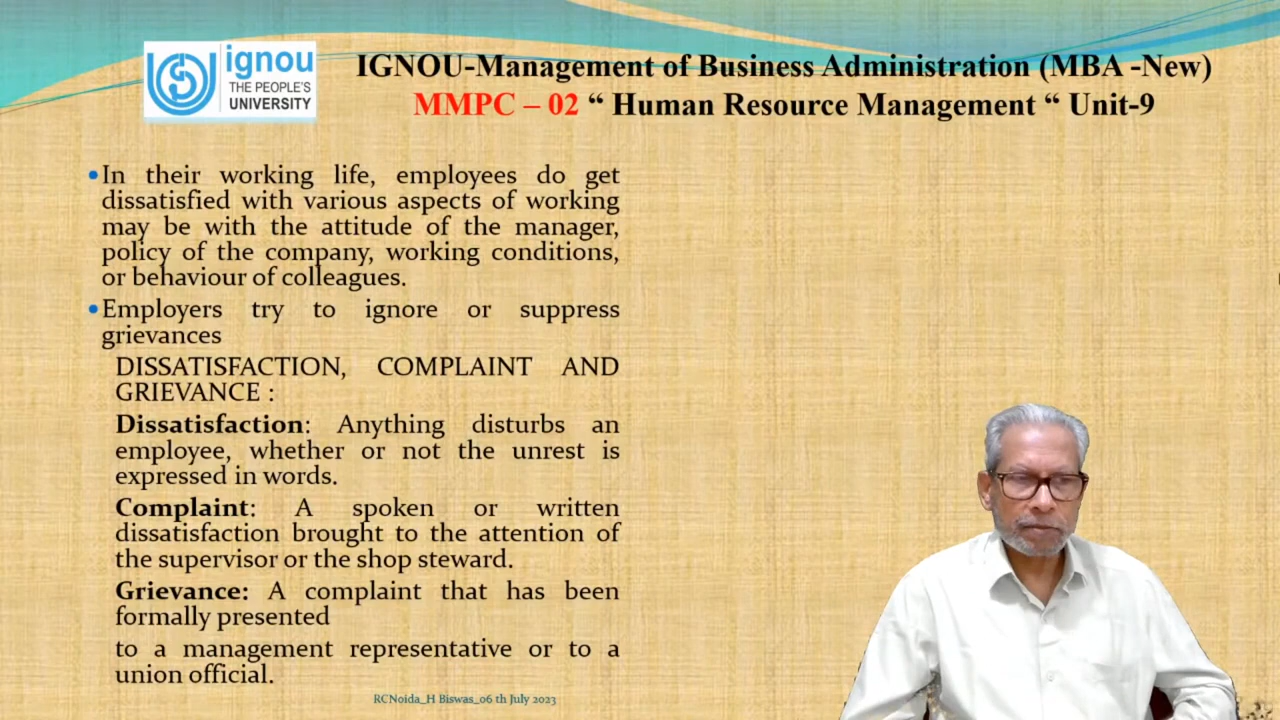 ignou
THE PEOPLE'S
UNIVERSITY
IGNOU-Management of Business Administration (MBA -New)
MMPC – 02 “ Human Resource Management “ Unit-9
•In their working life, employees do get
dissatisfied with various aspects of working
may be with the attitude of the manager,
policy of the company, working conditions,
or behaviour of colleagues.
•Employers try to ignore or suppress
grievances
DISSATISFACTION, COMPLAINT AND
GRIEVANCE :
Dissatisfaction: Anything disturbs an
employee, whether or not the unrest is
expressed in words.
Complaint: A spoken or written
dissatisfaction brought to the attention of
the supervisor or the shop steward.
Grievance: A complaint that has been
formally presented
to a management representative or to a
union official.
RCNoida_H Biswas_06 th July 2023